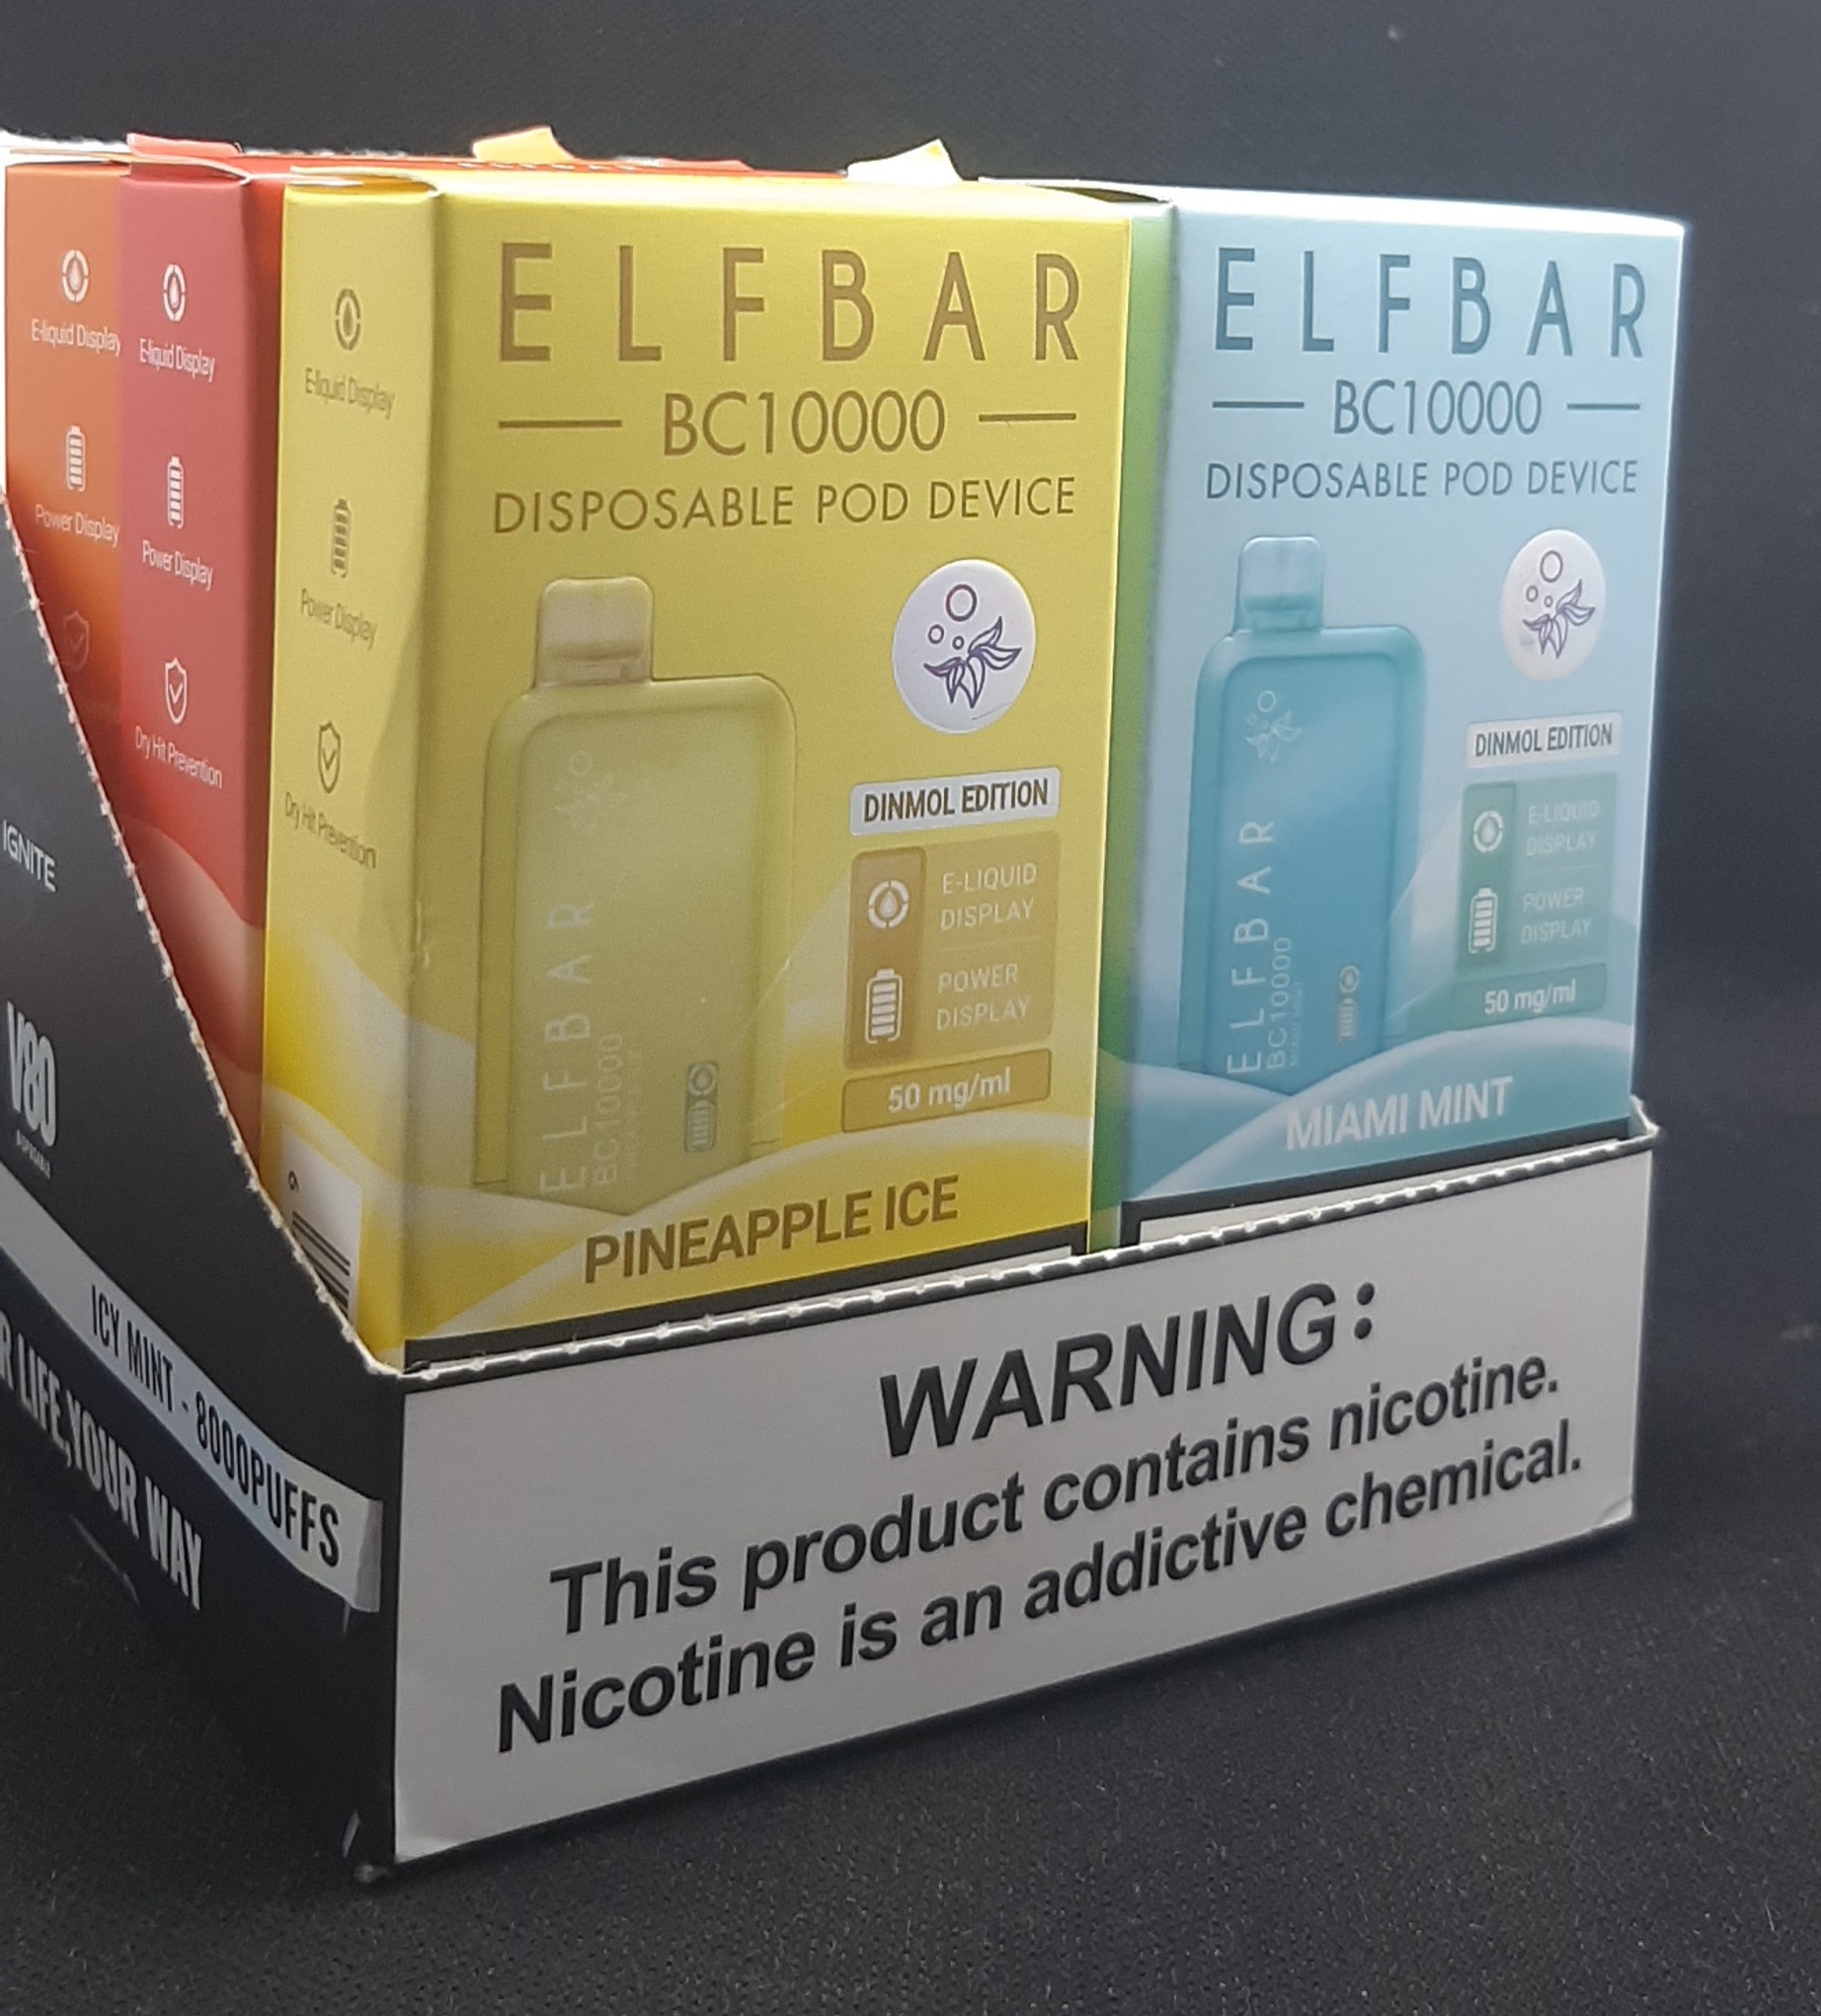 E-liquid Display
Power Display
E-liquid Display
Power Display
Dry Hit Prevention
E-liquid Display
Power Display
Dry Hit Prevention
ELFBAR
BC10000
DISPOSABLE POD DEVICE
DINMOL EDITION
E-LIQUID
DISPLAY
POWER
DISPLAY
50 mg/ml
ELFBAR
BC10000
PINEAPPLE ICE
ELFBAR
BC10000
DISPOSABLE POD DEVICE
DINMOL EDITION
E-LIQUID
DISPLAY
POWER
DISPLAY
50 mg/ml
ELFBAR
BC10000
MIAMI MINT
IGNITE
V80
DISPOSABLE
ICY MINT - 8000PUFFS
LIFE,YOUR WAY
WARNING:
This product contains nicotine.
Nicotine is an addictive chemical.